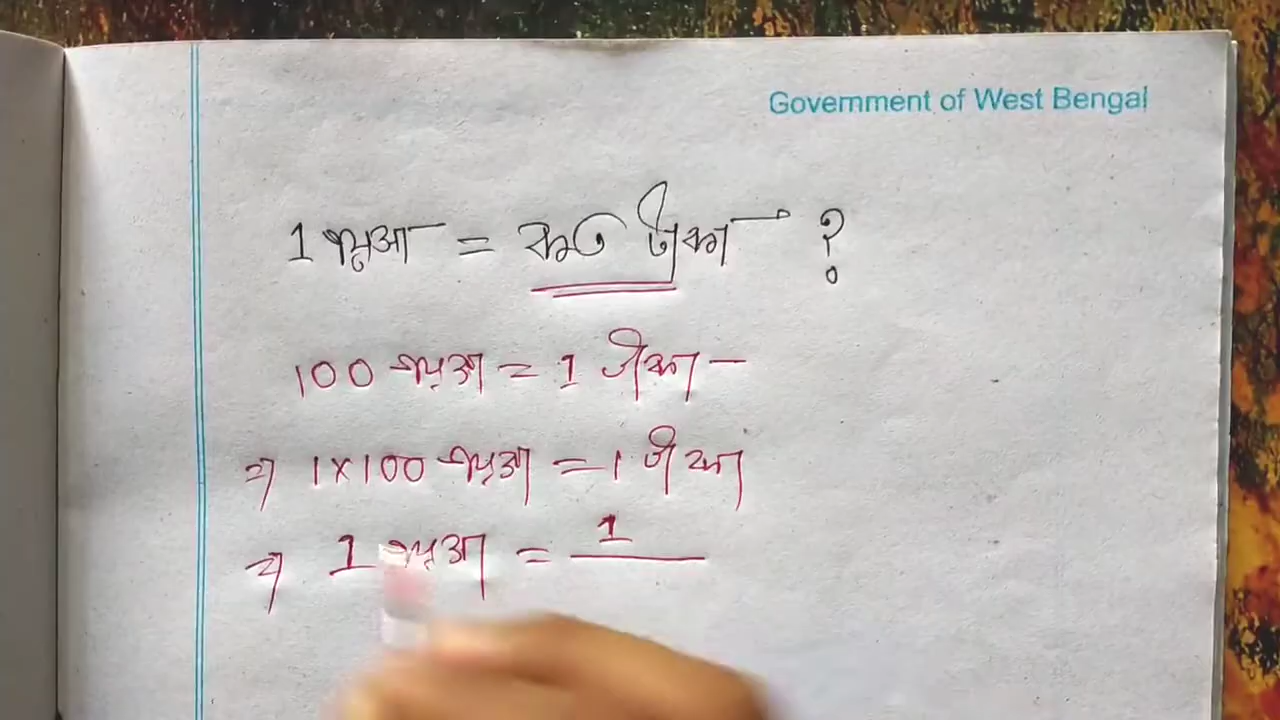 Government of West Bengal
1 পয়সা = কত টাকা ?
100 পয়সা = 1 টাকা
⇒ 1×100 পয়সা = 1 টাকা
⇒ 1 পয়সা = 1